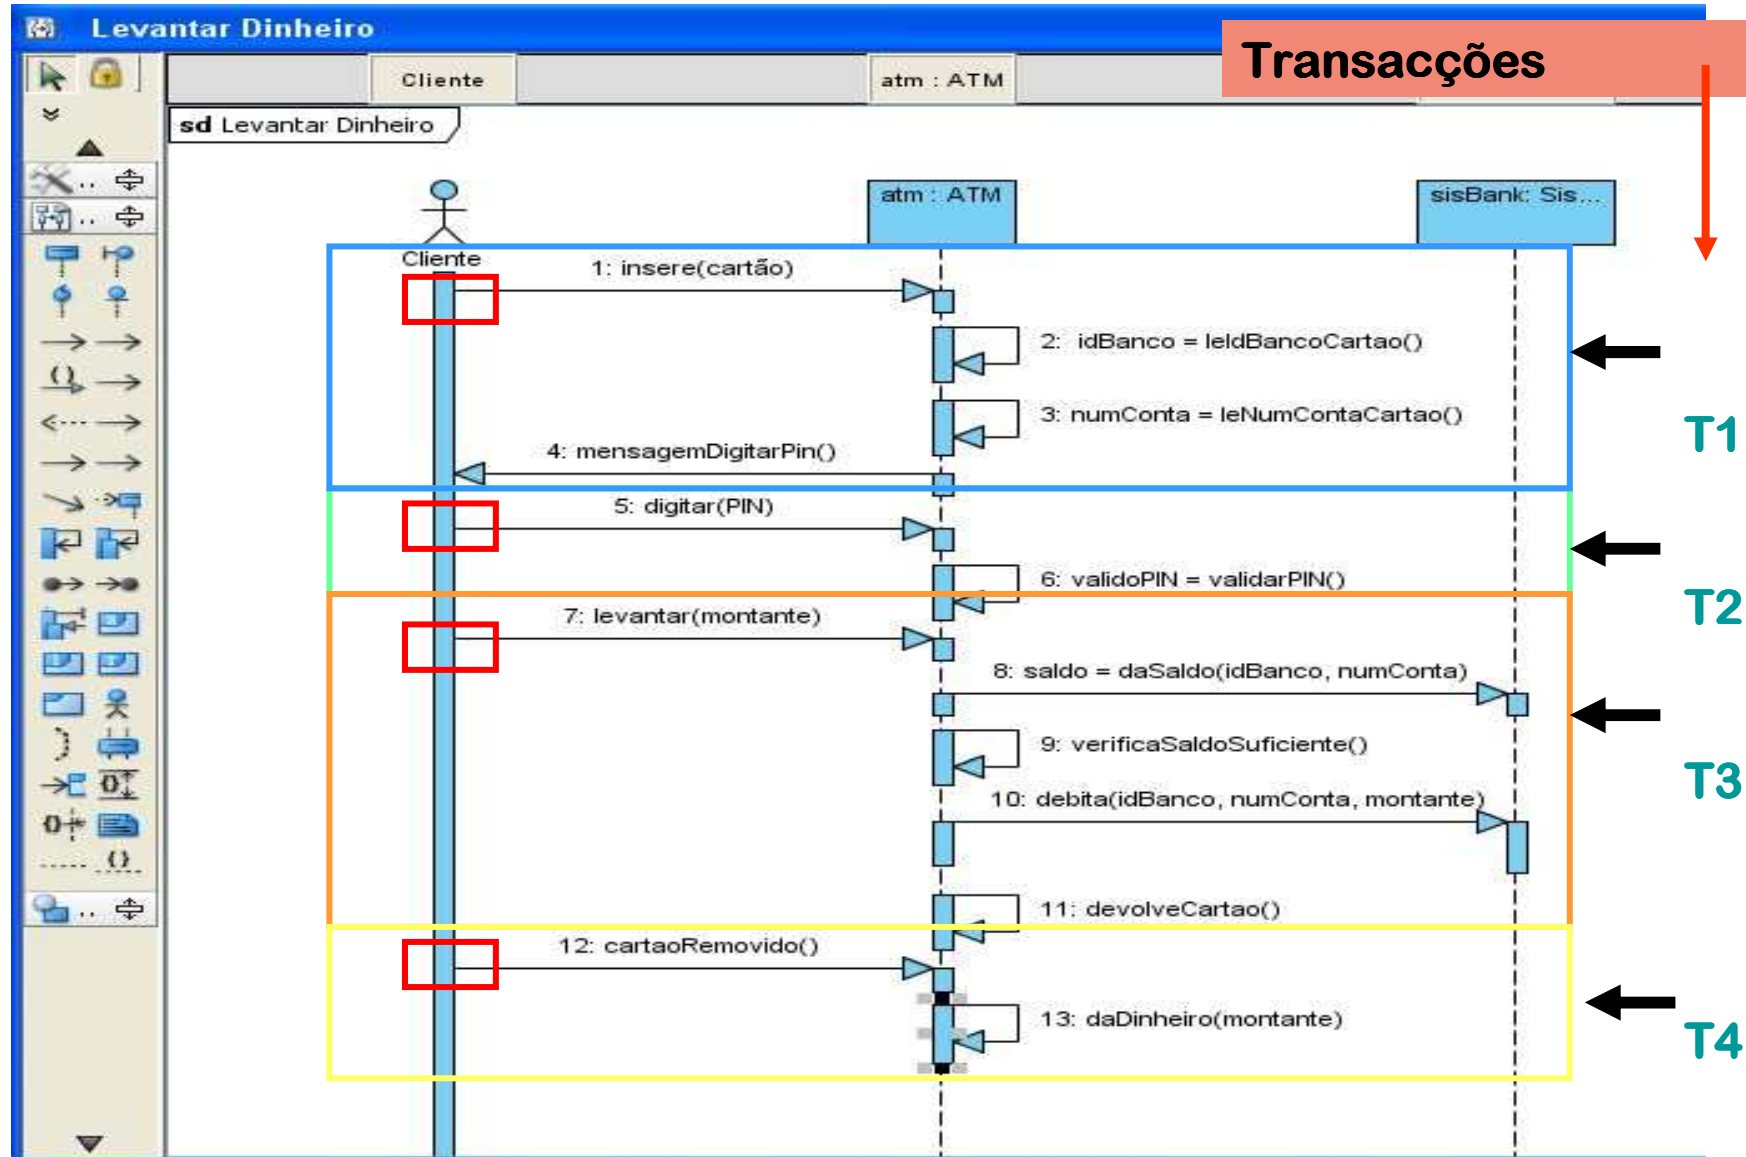 Levantar Dinheiro
Transacções
Cliente
atm : ATM
sd Levantar Dinheiro
atm : ATM
sisBank: Sis...
Cliente
1: insere(cartão)
2: idBanco = leIdBancoCartao()
3: numConta = leNumContaCartao()
T1
4: mensagemDigitarPin()
5: digitar(PIN)
6: validoPIN = validarPIN()
T2
7: levantar(montante)
8: saldo = daSaldo(idBanco, numConta)
9: verificaSaldoSuficiente()
T3
10: debita(idBanco, numConta, montante)
11: devolveCartao()
12: cartaoRemovido()
13: daDinheiro(montante)
T4